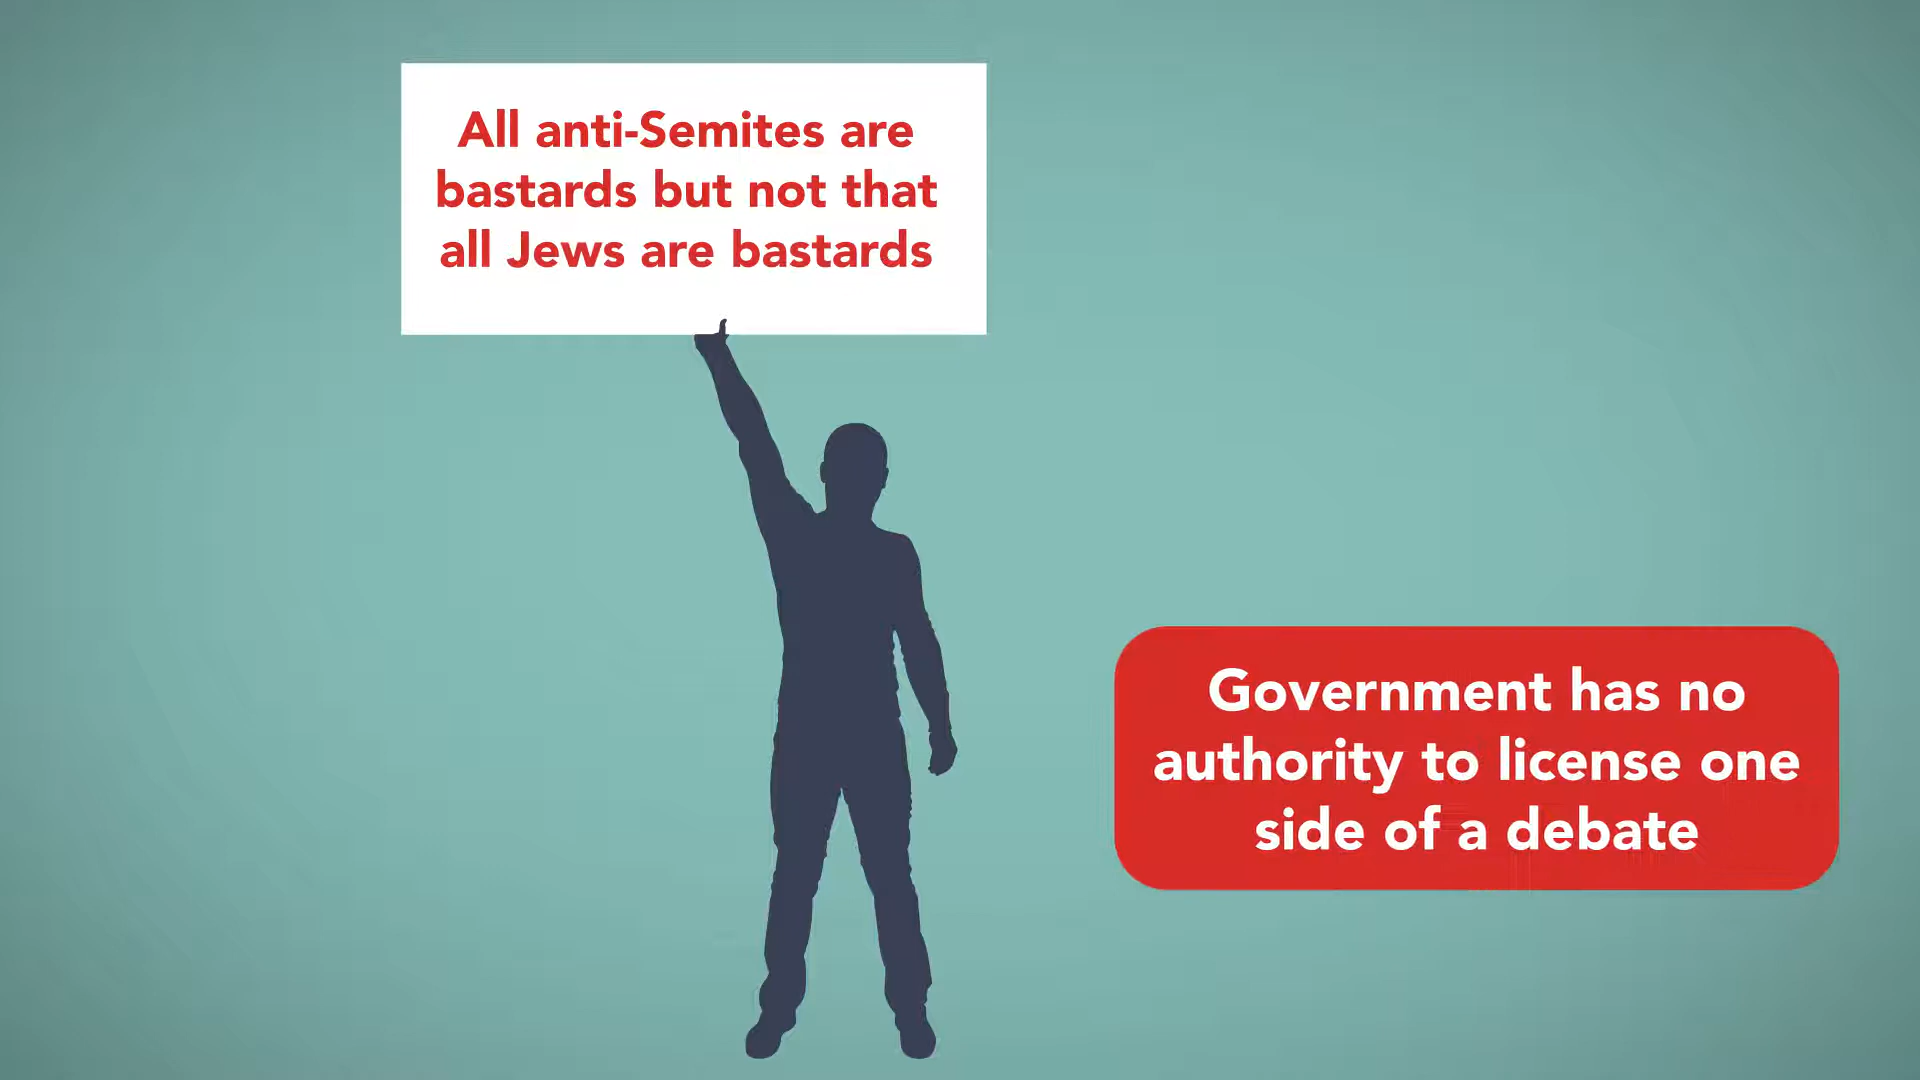 All anti-Semites are
bastards but not that
all Jews are bastards
Government has no
authority to license one
side of a debate